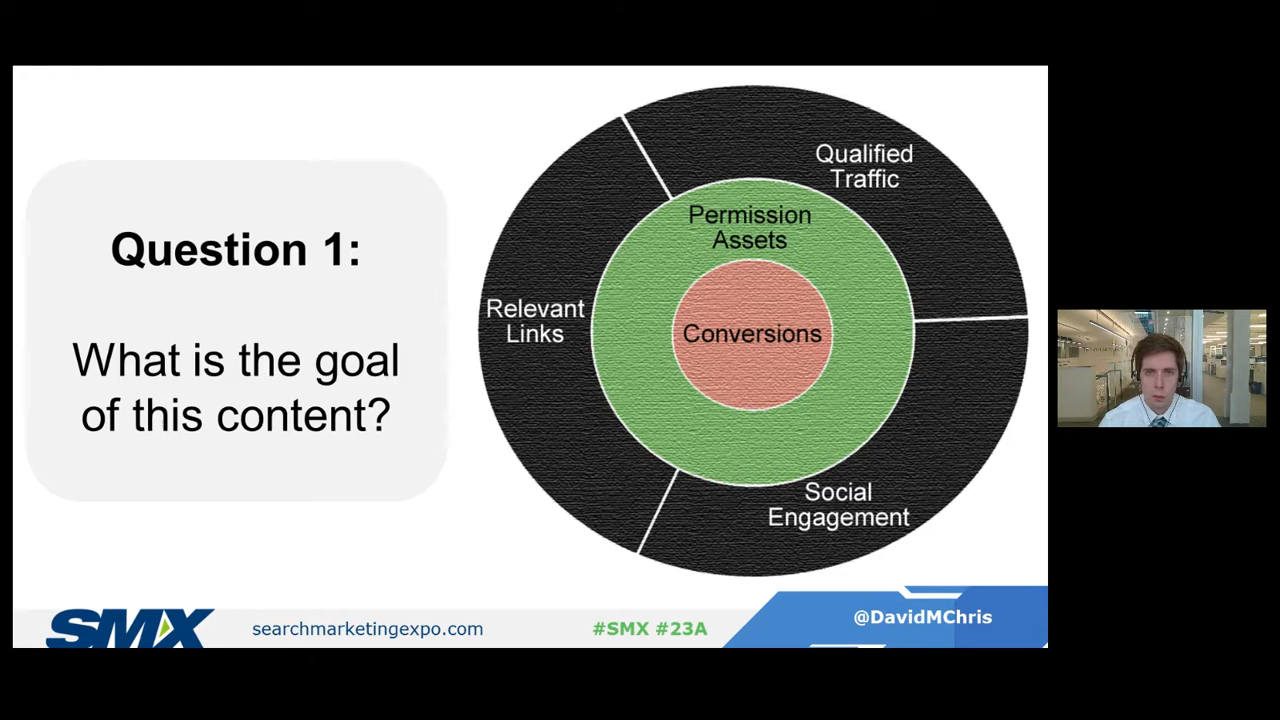 Question 1:
What is the goal
of this content?
Qualified
Traffic
Permission
Assets
Relevant
Links
Conversions
Social
Engagement
SMX
searchmarketingexpo.com
#SMX #23A
@DavidMChris